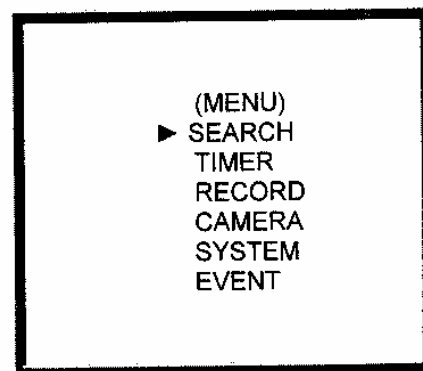 (MENU)
► SEARCH
TIMER
RECORD
CAMERA
SYSTEM
EVENT